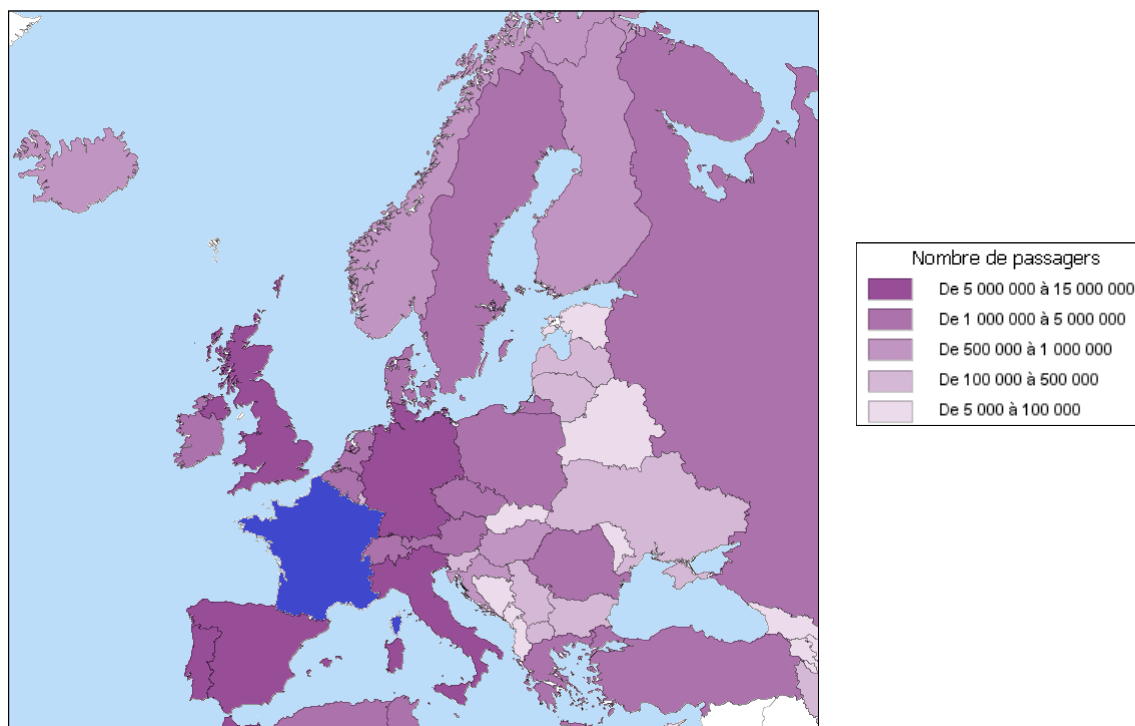 Nombre de passagers
De 5 000 000 à 15 000 000
De 1 000 000 à 5 000 000
De 500 000 à 1 000 000
De 100 000 à 500 000
De 5 000 à 100 000